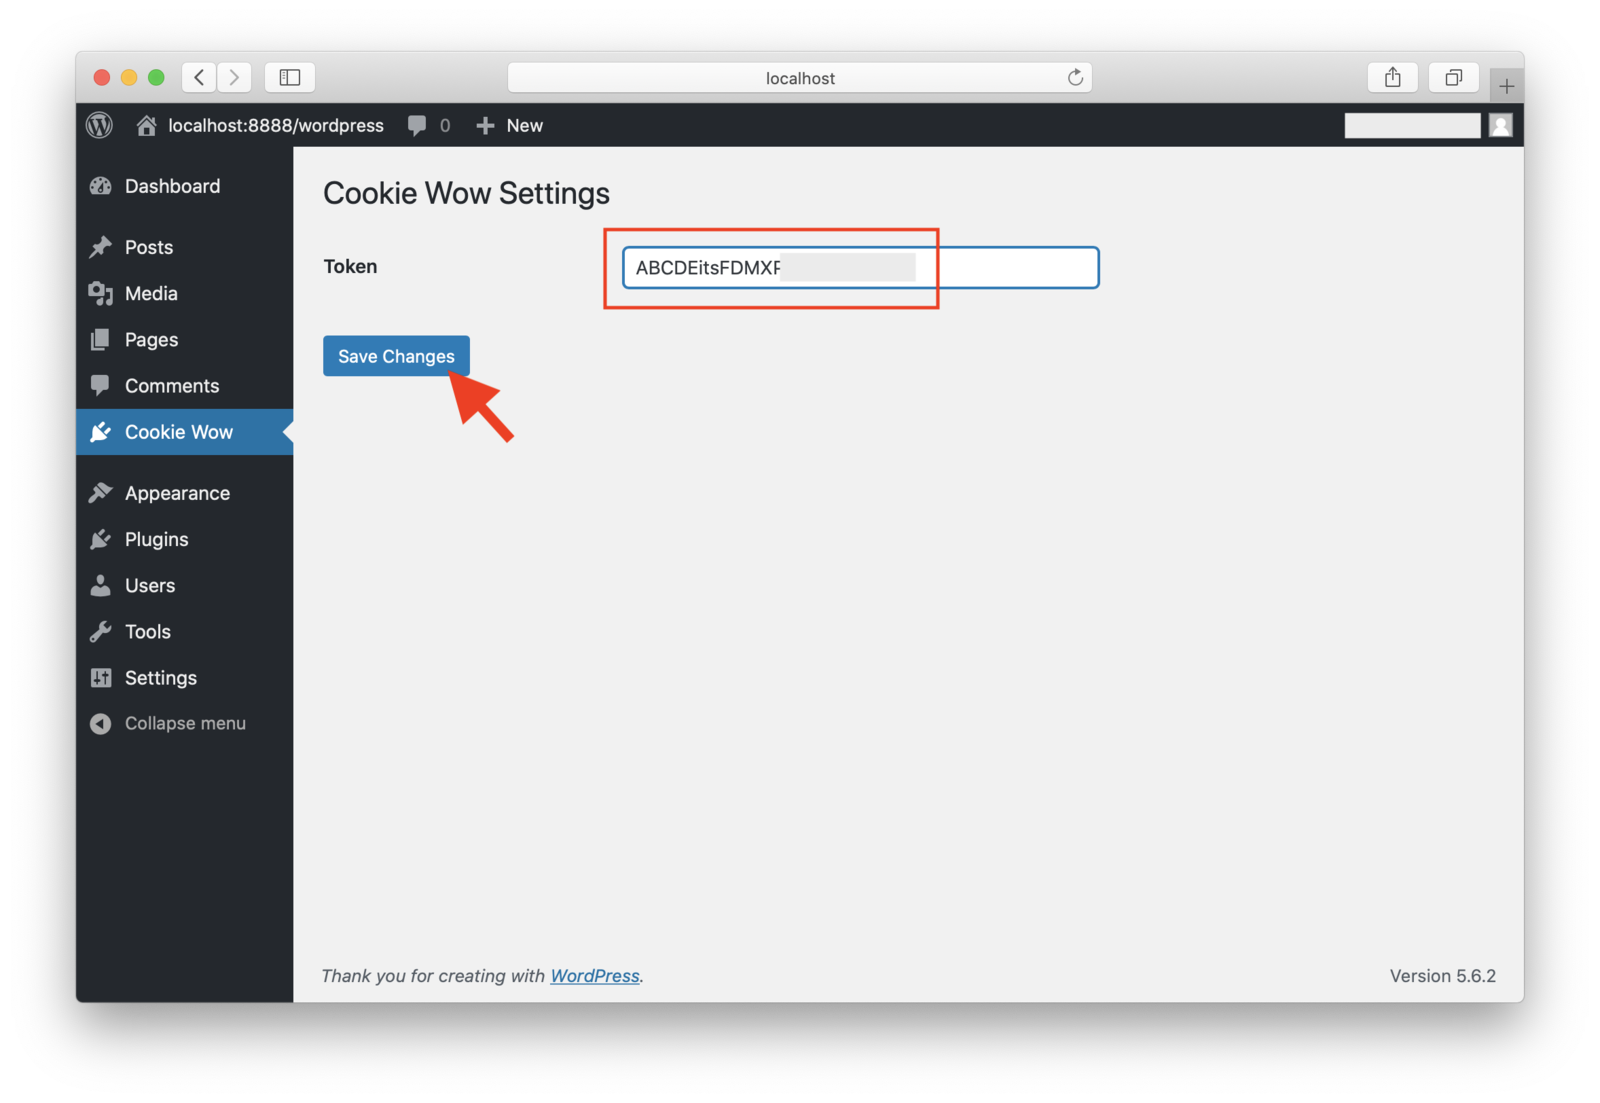 localhost
localhost:8888/wordpress 0 New
Dashboard
Posts
Media
Pages
Comments
Cookie Wow
Appearance
Plugins
Users
Tools
Settings
Collapse menu
Cookie Wow Settings
Token
ABCDEitsFDMXF
Save Changes
Thank you for creating with WordPress.
Version 5.6.2